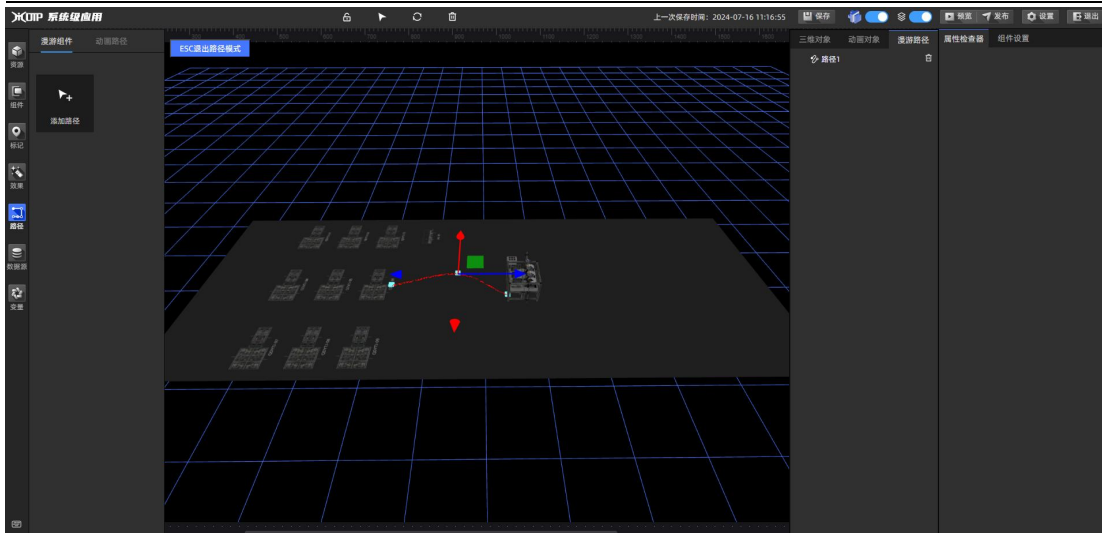 DTIP 系统级应用
上一次保存时间: 2024-07-16 11:16:55
保存
预览
发布
设置
退出
漫游组件
动画路径
ESC退出路径模式
三维对象
动画对象
漫游路径
属性检查器
组件设置
资源
组件
标记
效果
路径
数据源
变量
添加路径
路径1